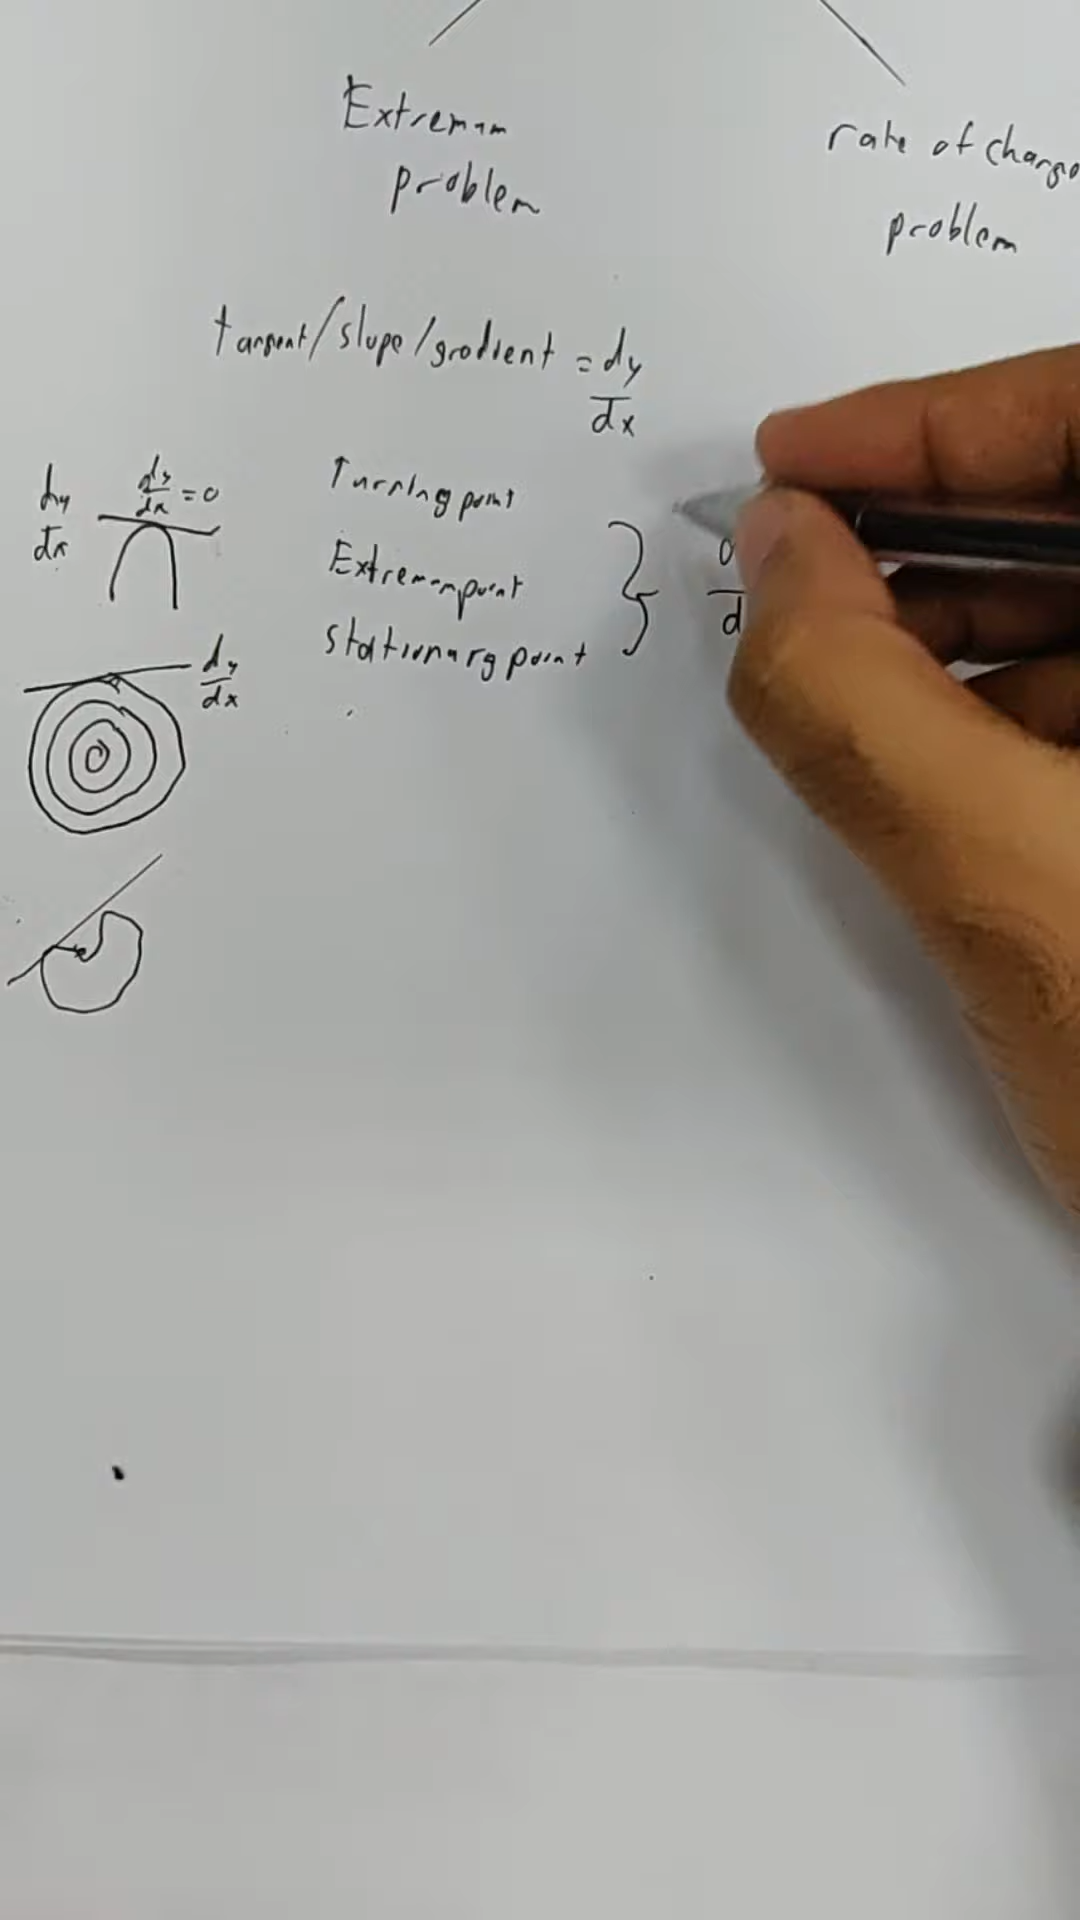 Extremum
problem
rate of change
problem
tangent/slope/gradient = dy
dx
dy
dx
dy
dx = 0
Turning point
Extremum point
Stationary point
d
d
dy
dx